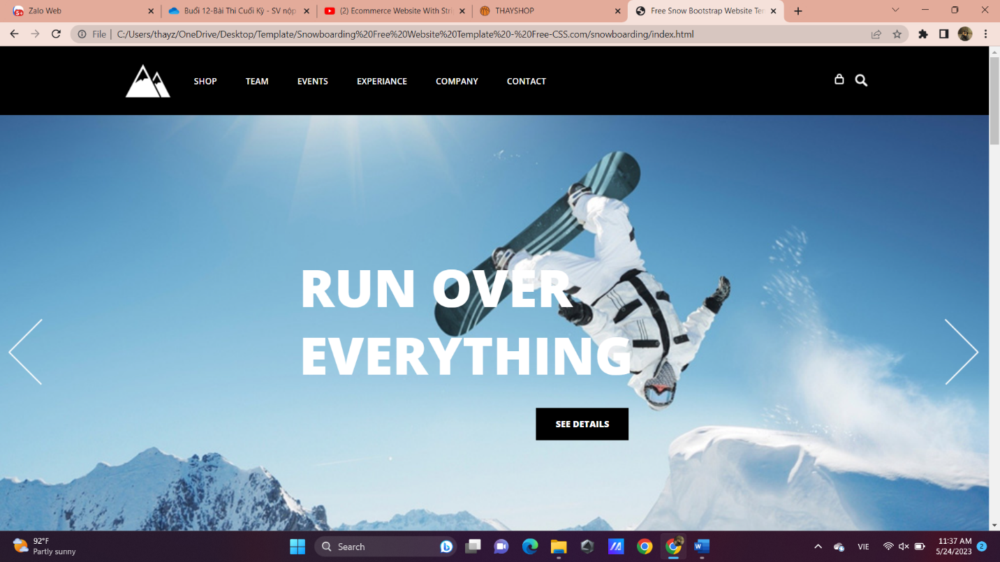 Zalo Web
Buổi 12-Bài Thi Cuối Kỳ - SV nộp
(2) Ecommerce Website With Stri
THAYSHOP
Free Snow Bootstrap Website Ten
File | C:/Users/thayz/OneDrive/Desktop/Template/Snowboarding%20Free%20Website%20Template%20-%20Free-CSS.com/snowboarding/index.html
SHOP TEAM EVENTS EXPERIANCE COMPANY CONTACT
RUN OVER
EVERYTHING
SEE DETAILS
92°F
Partly sunny
Search
VIE
11:37 AM
5/24/2023
2